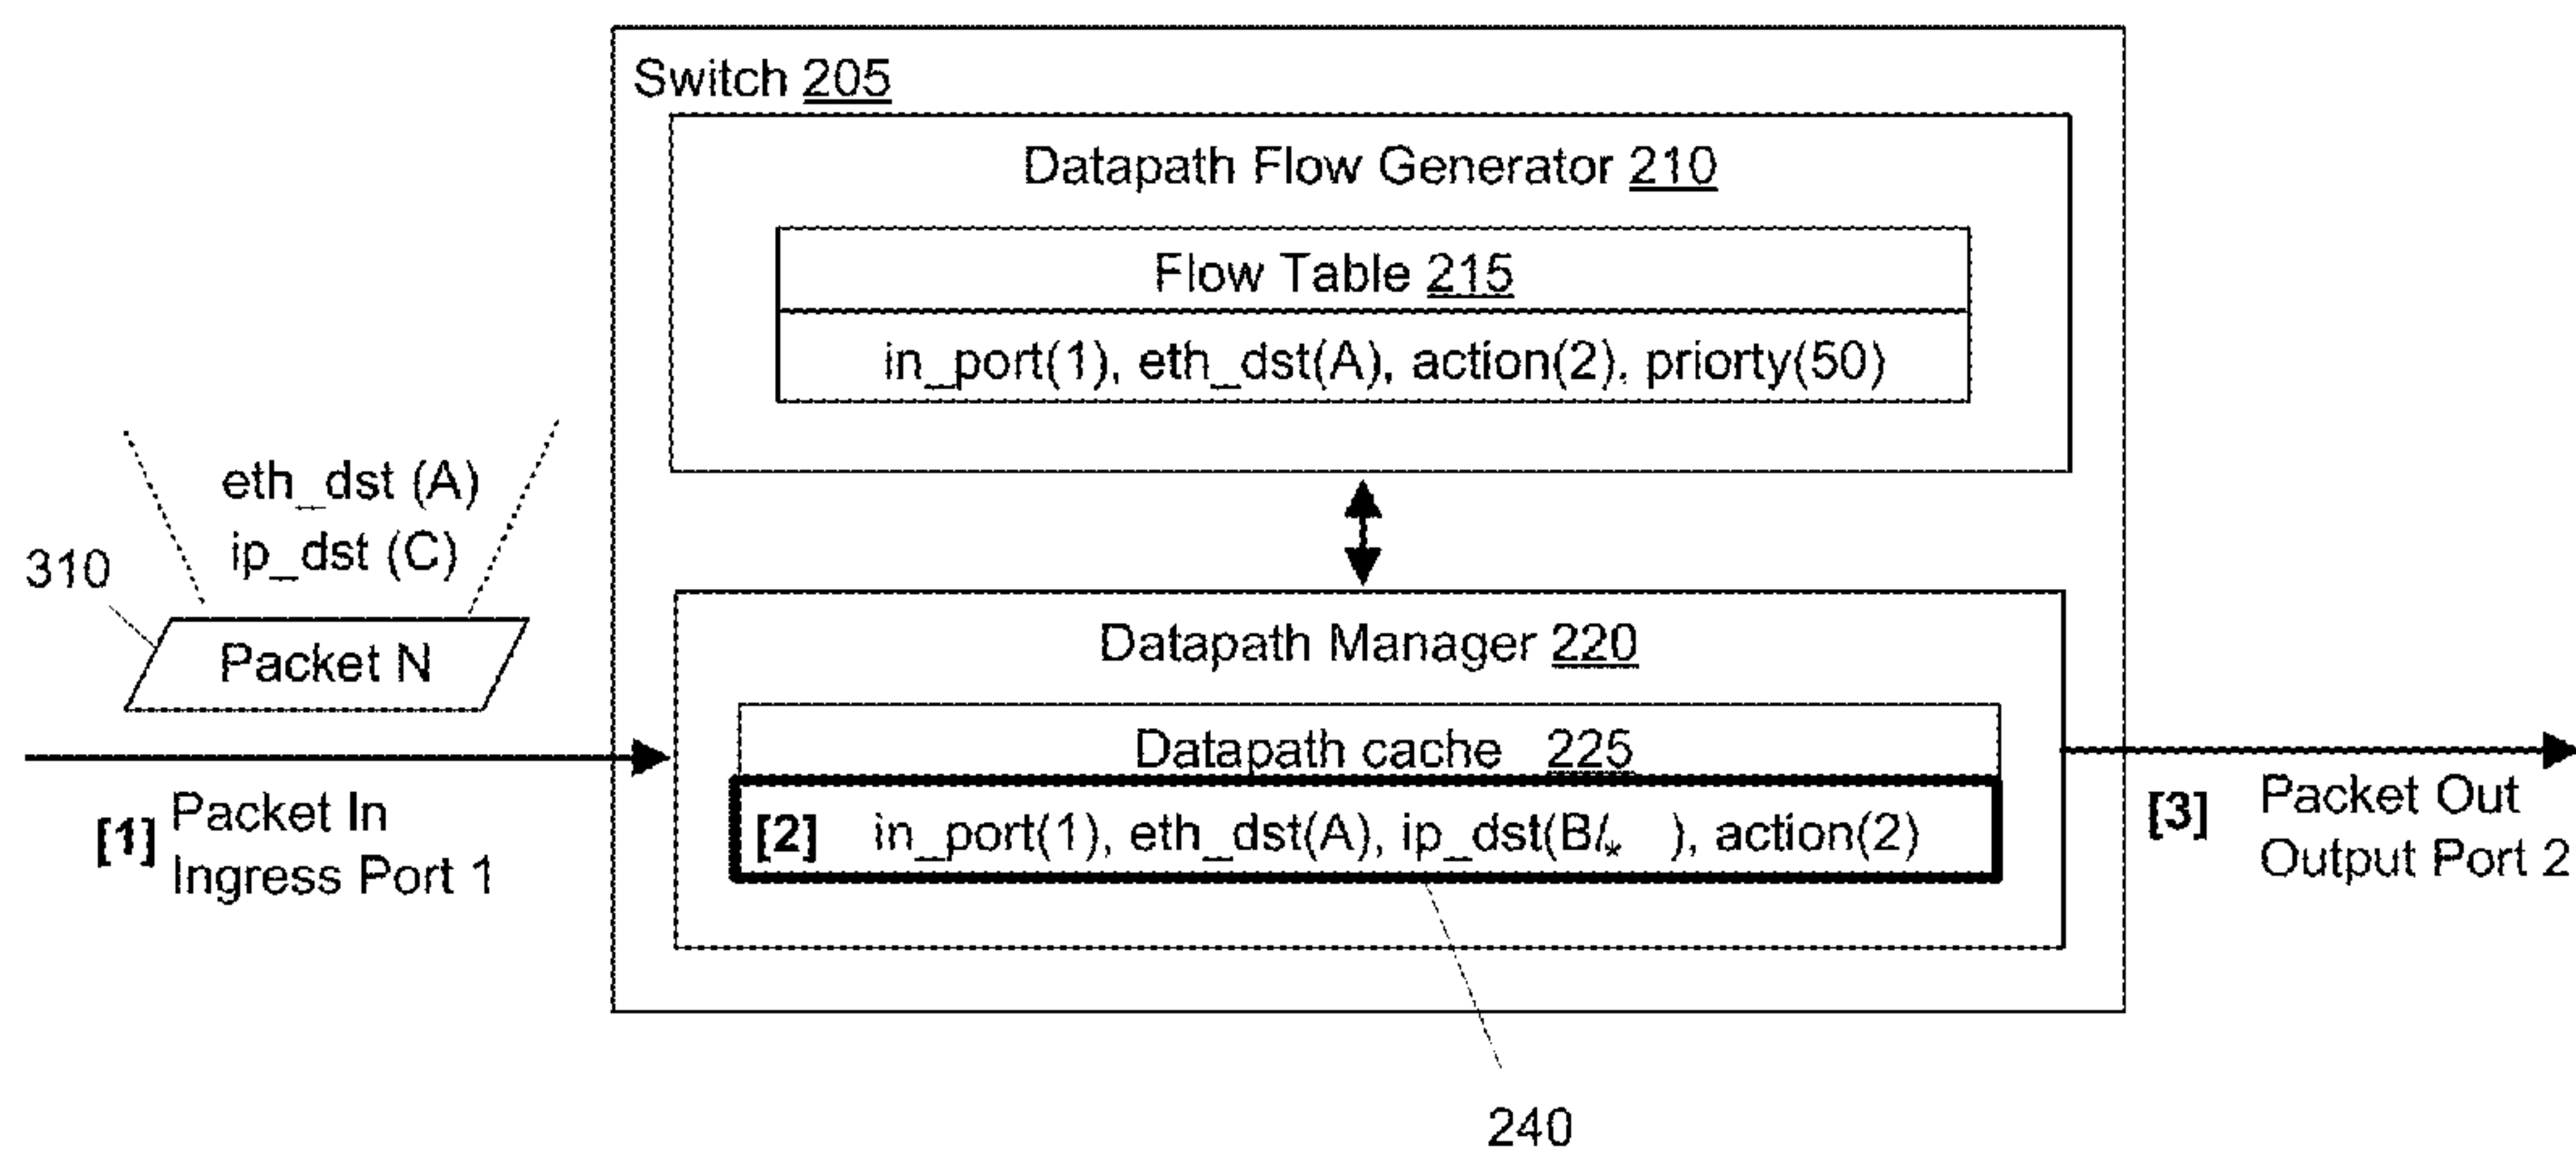 Switch 205
Datapath Flow Generator 210
Flow Table 215
in_port(1), eth_dst(A), action(2), priorty(50)
eth_dst (A)
ip_dst (C)
310
Packet N
Datapath Manager 220
Datapath cache 225
[2] in_port(1), eth_dst(A), ip_dst(B/* ), action(2)
[1] Packet In
Ingress Port 1
[3] Packet Out
Output Port 2
240